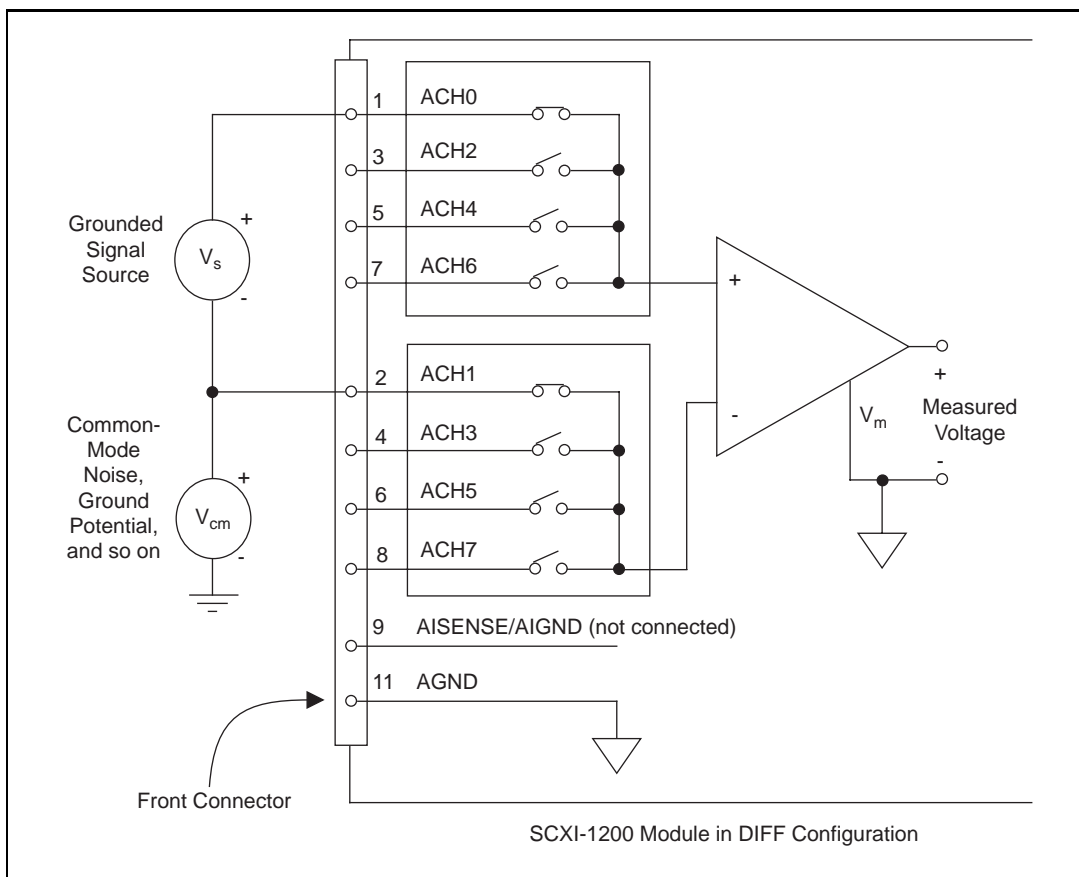 1 ACH0
3 ACH2
5 ACH4
7 ACH6
Grounded
Signal
Source
Vs
+
-
+
-
2 ACH1
4 ACH3
6 ACH5
8 ACH7
Common-
Mode
Noise,
Ground
Potential,
and so on
Vcm
+
-
Vm
+
Measured
Voltage
-
9 AISENSE/AIGND (not connected)
11 AGND
Front Connector
SCXI-1200 Module in DIFF Configuration